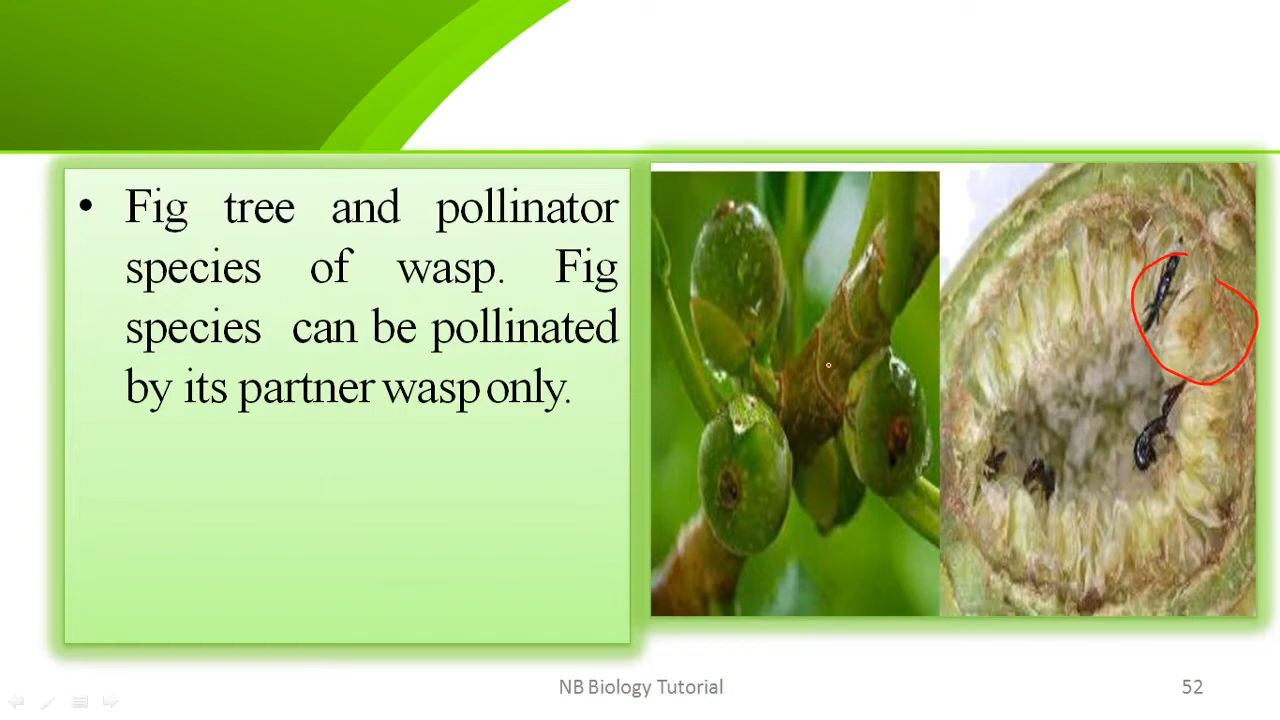 • Fig tree and pollinator
species of wasp. Fig
species can be pollinated
by its partner wasp only.
NB Biology Tutorial
52